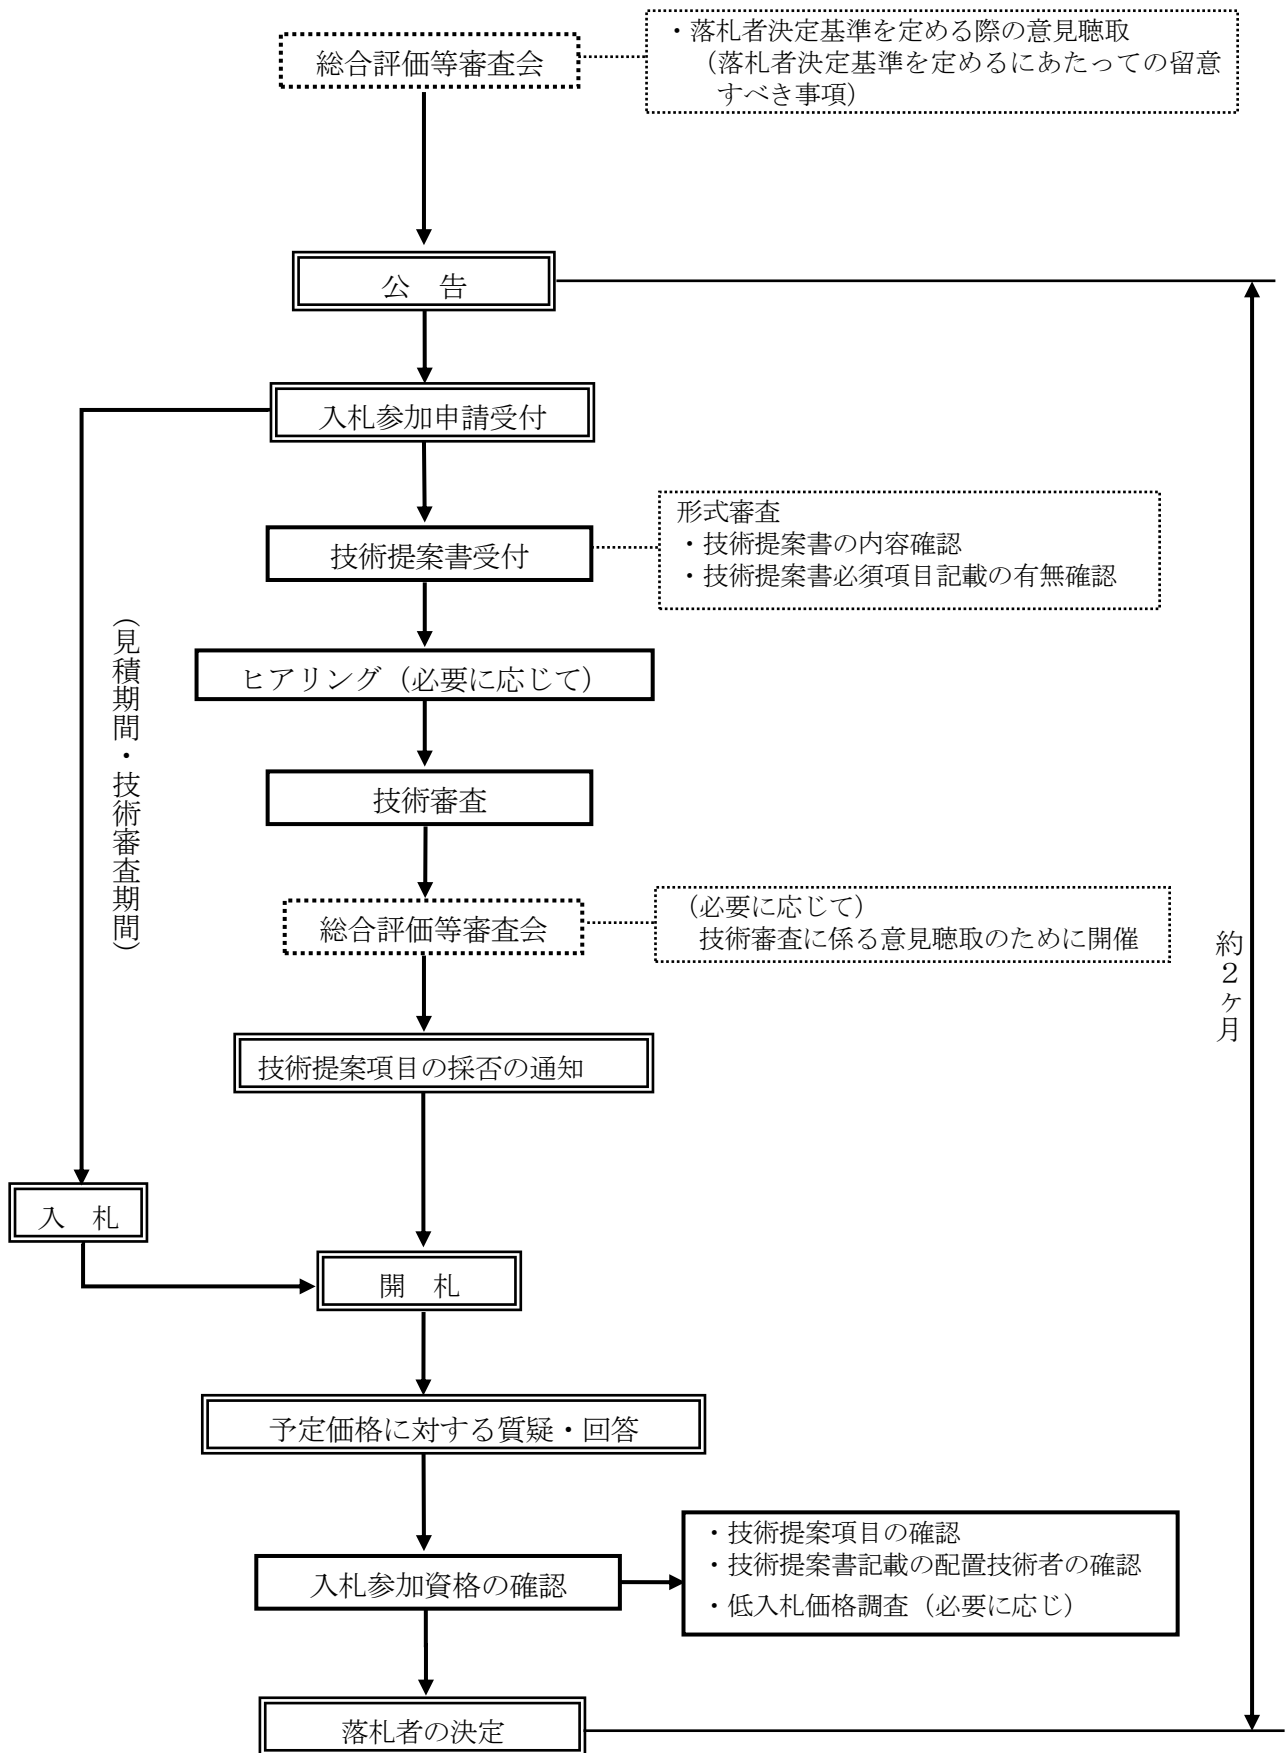 総合評価等審査会
・落札者決定基準を定める際の意見聴取
（落札者決定基準を定めるにあたっての留意
すべき事項）
公　告
入札参加申請受付
技術提案書受付
形式審査
・技術提案書の内容確認
・技術提案書必須項目記載の有無確認
ヒアリング（必要に応じて）
（見積期間・技術審査期間）
技術審査
総合評価等審査会
（必要に応じて）
技術審査に係る意見聴取のために開催
約２ヶ月
技術提案項目の採否の通知
入　札
開　札
予定価格に対する質疑・回答
入札参加資格の確認
・技術提案項目の確認
・技術提案書記載の配置技術者の確認
・低入札価格調査（必要に応じ）
落札者の決定